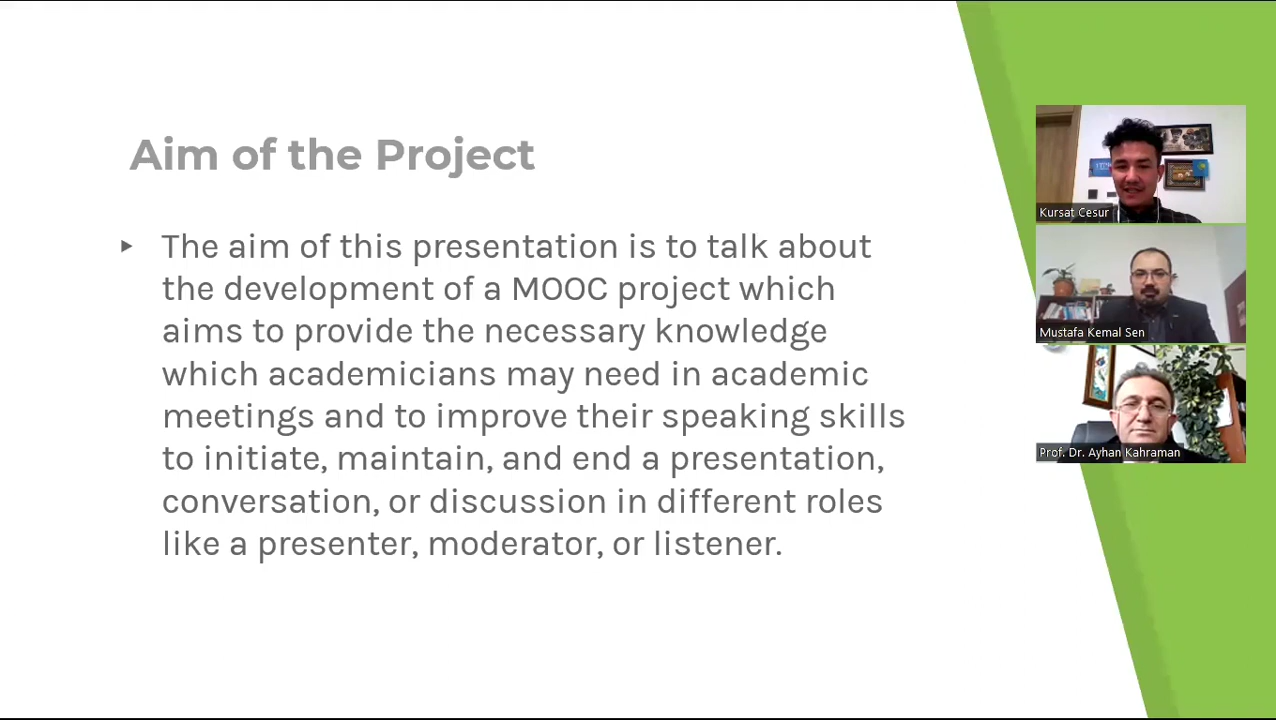 Aim of the Project
The aim of this presentation is to talk about
the development of a MOOC project which
aims to provide the necessary knowledge
which academicians may need in academic
meetings and to improve their speaking skills
to initiate, maintain, and end a presentation,
conversation, or discussion in different roles
like a presenter, moderator, or listener.
Kursat Cesur
Mustafa Kemal Sen
Prof. Dr. Ayhan Kahraman